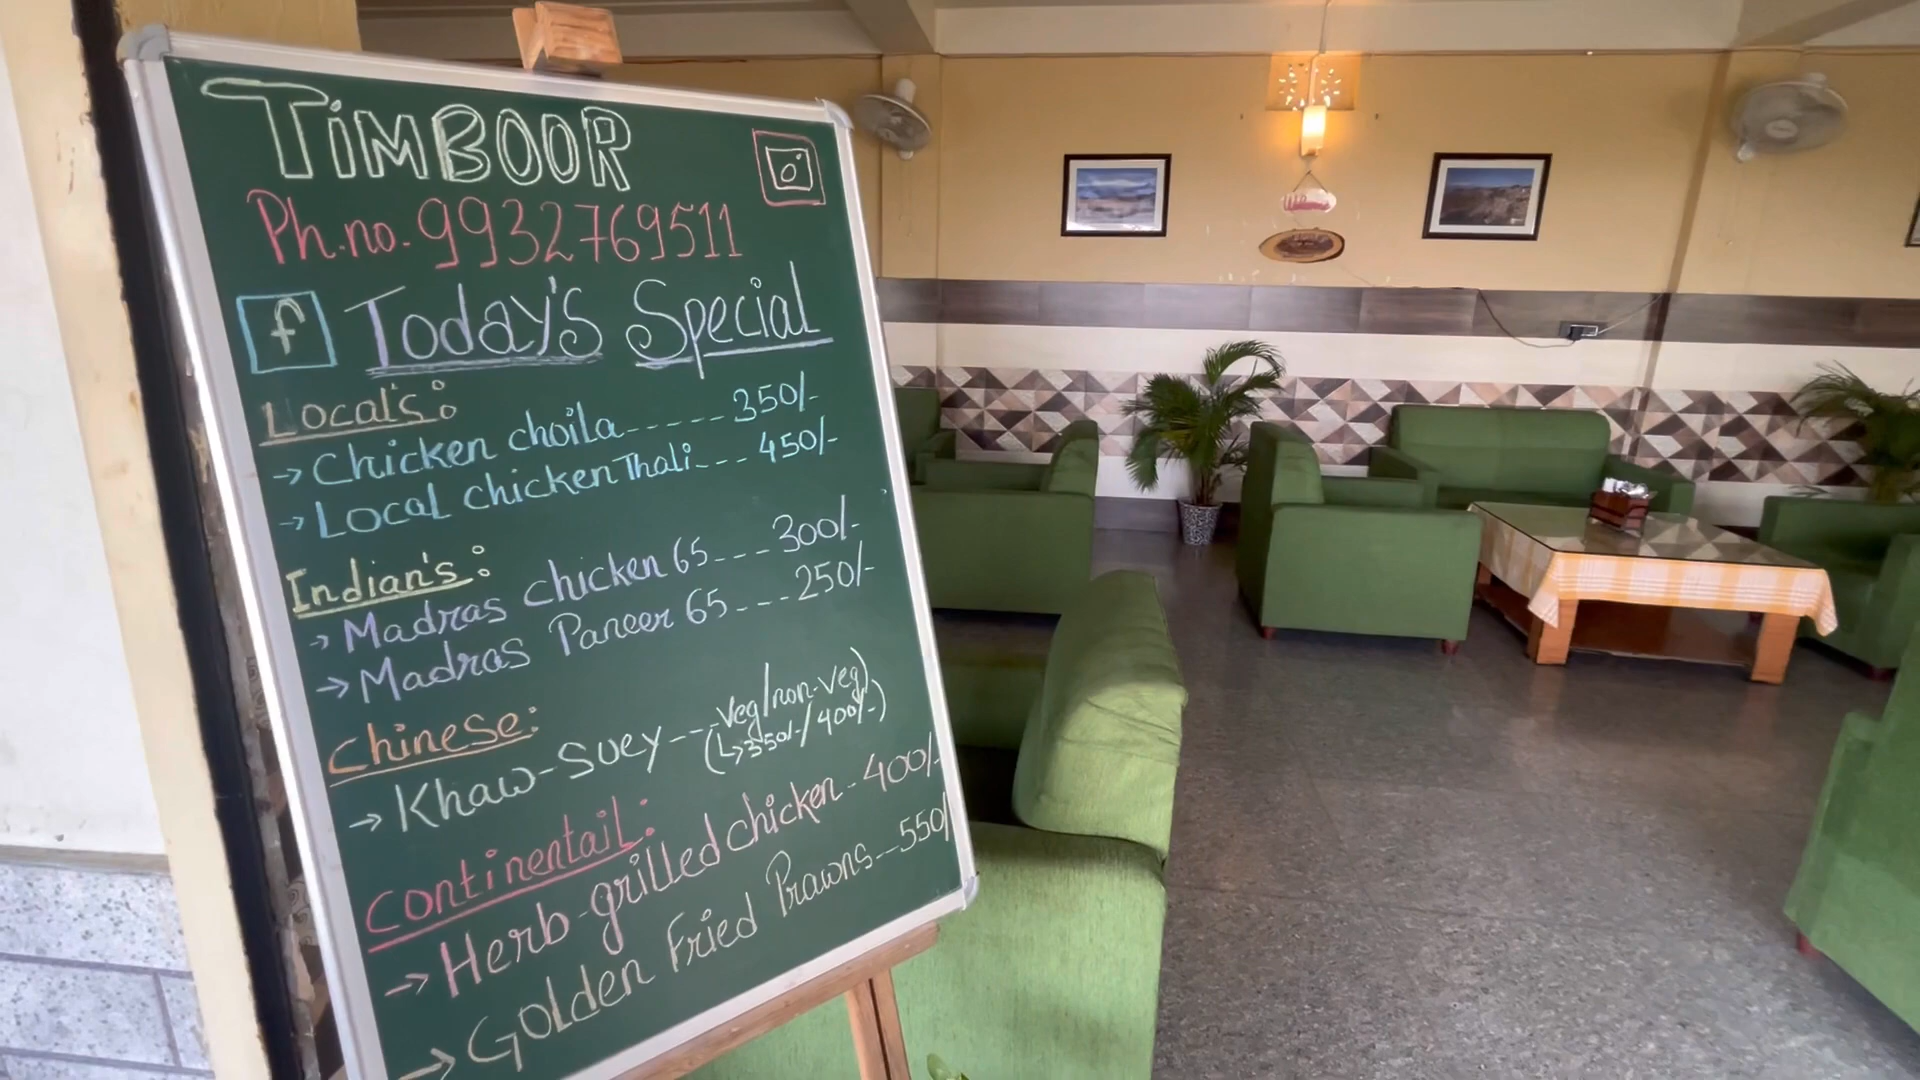 TiMBOOR
Ph.no. 9932769511
f Today's Special
Local's:
→ Chicken choila ----- 350/-
→ Local chicken Thali --- 450/-
Indian's:
→ Madras chicken 65 --- 300/-
→ Madras Paneer 65 --- 250/-
Chinese:
→ Khaw-Suey --- Veg/non-veg)
(↳350/-/400/-)
continentail:
→ Herb-grilled chicken -- 400/-
→ Golden Fried Prawns --- 550/